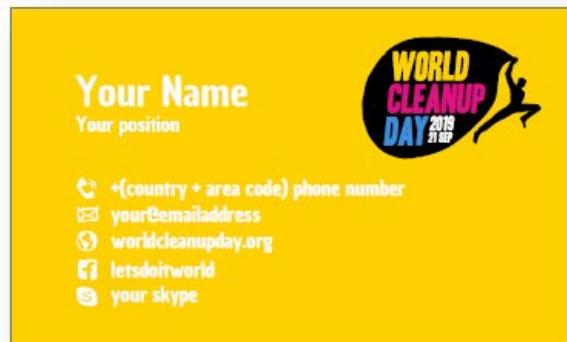 Your Name
Your position
WORLD
CLEANUP
DAY 2019
21 SEP
+(country + area code) phone number
your@emailaddress
worldcleanupday.org
letsdoitworld
your skype